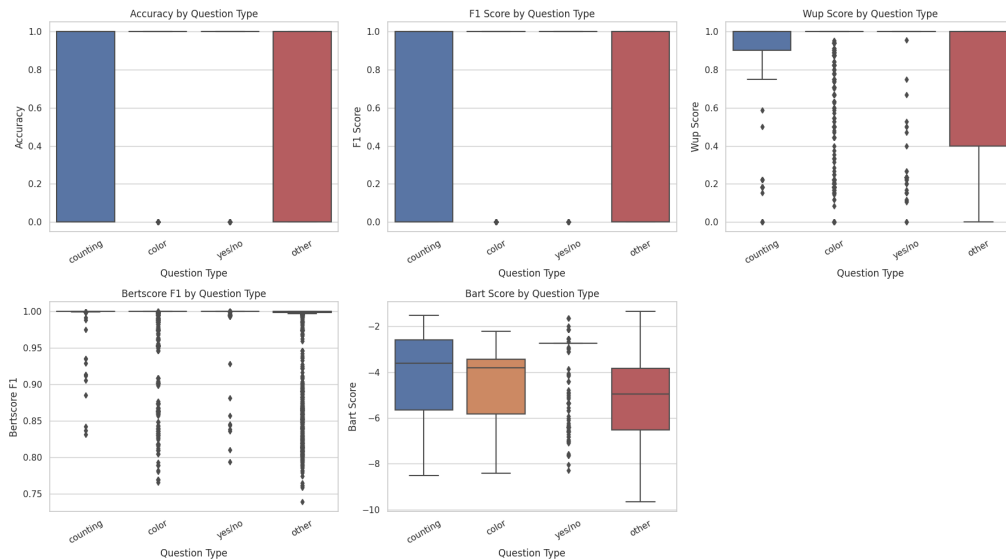 Accuracy by Question Type
1.0
0.8
0.6
0.4
0.2
0.0
Accuracy
counting
color
yes/no
other
Question Type
F1 Score by Question Type
1.0
0.8
0.6
0.4
0.2
0.0
F1 Score
counting
color
yes/no
other
Question Type
Wup Score by Question Type
1.0
0.8
0.6
0.4
0.2
0.0
Wup Score
counting
color
yes/no
other
Question Type
Bertscore F1 by Question Type
1.00
0.95
0.90
0.85
0.80
0.75
Bertscore F1
counting
color
yes/no
other
Question Type
Bart Score by Question Type
−2
−4
−6
−8
−10
Bart Score
counting
color
yes/no
other
Question Type